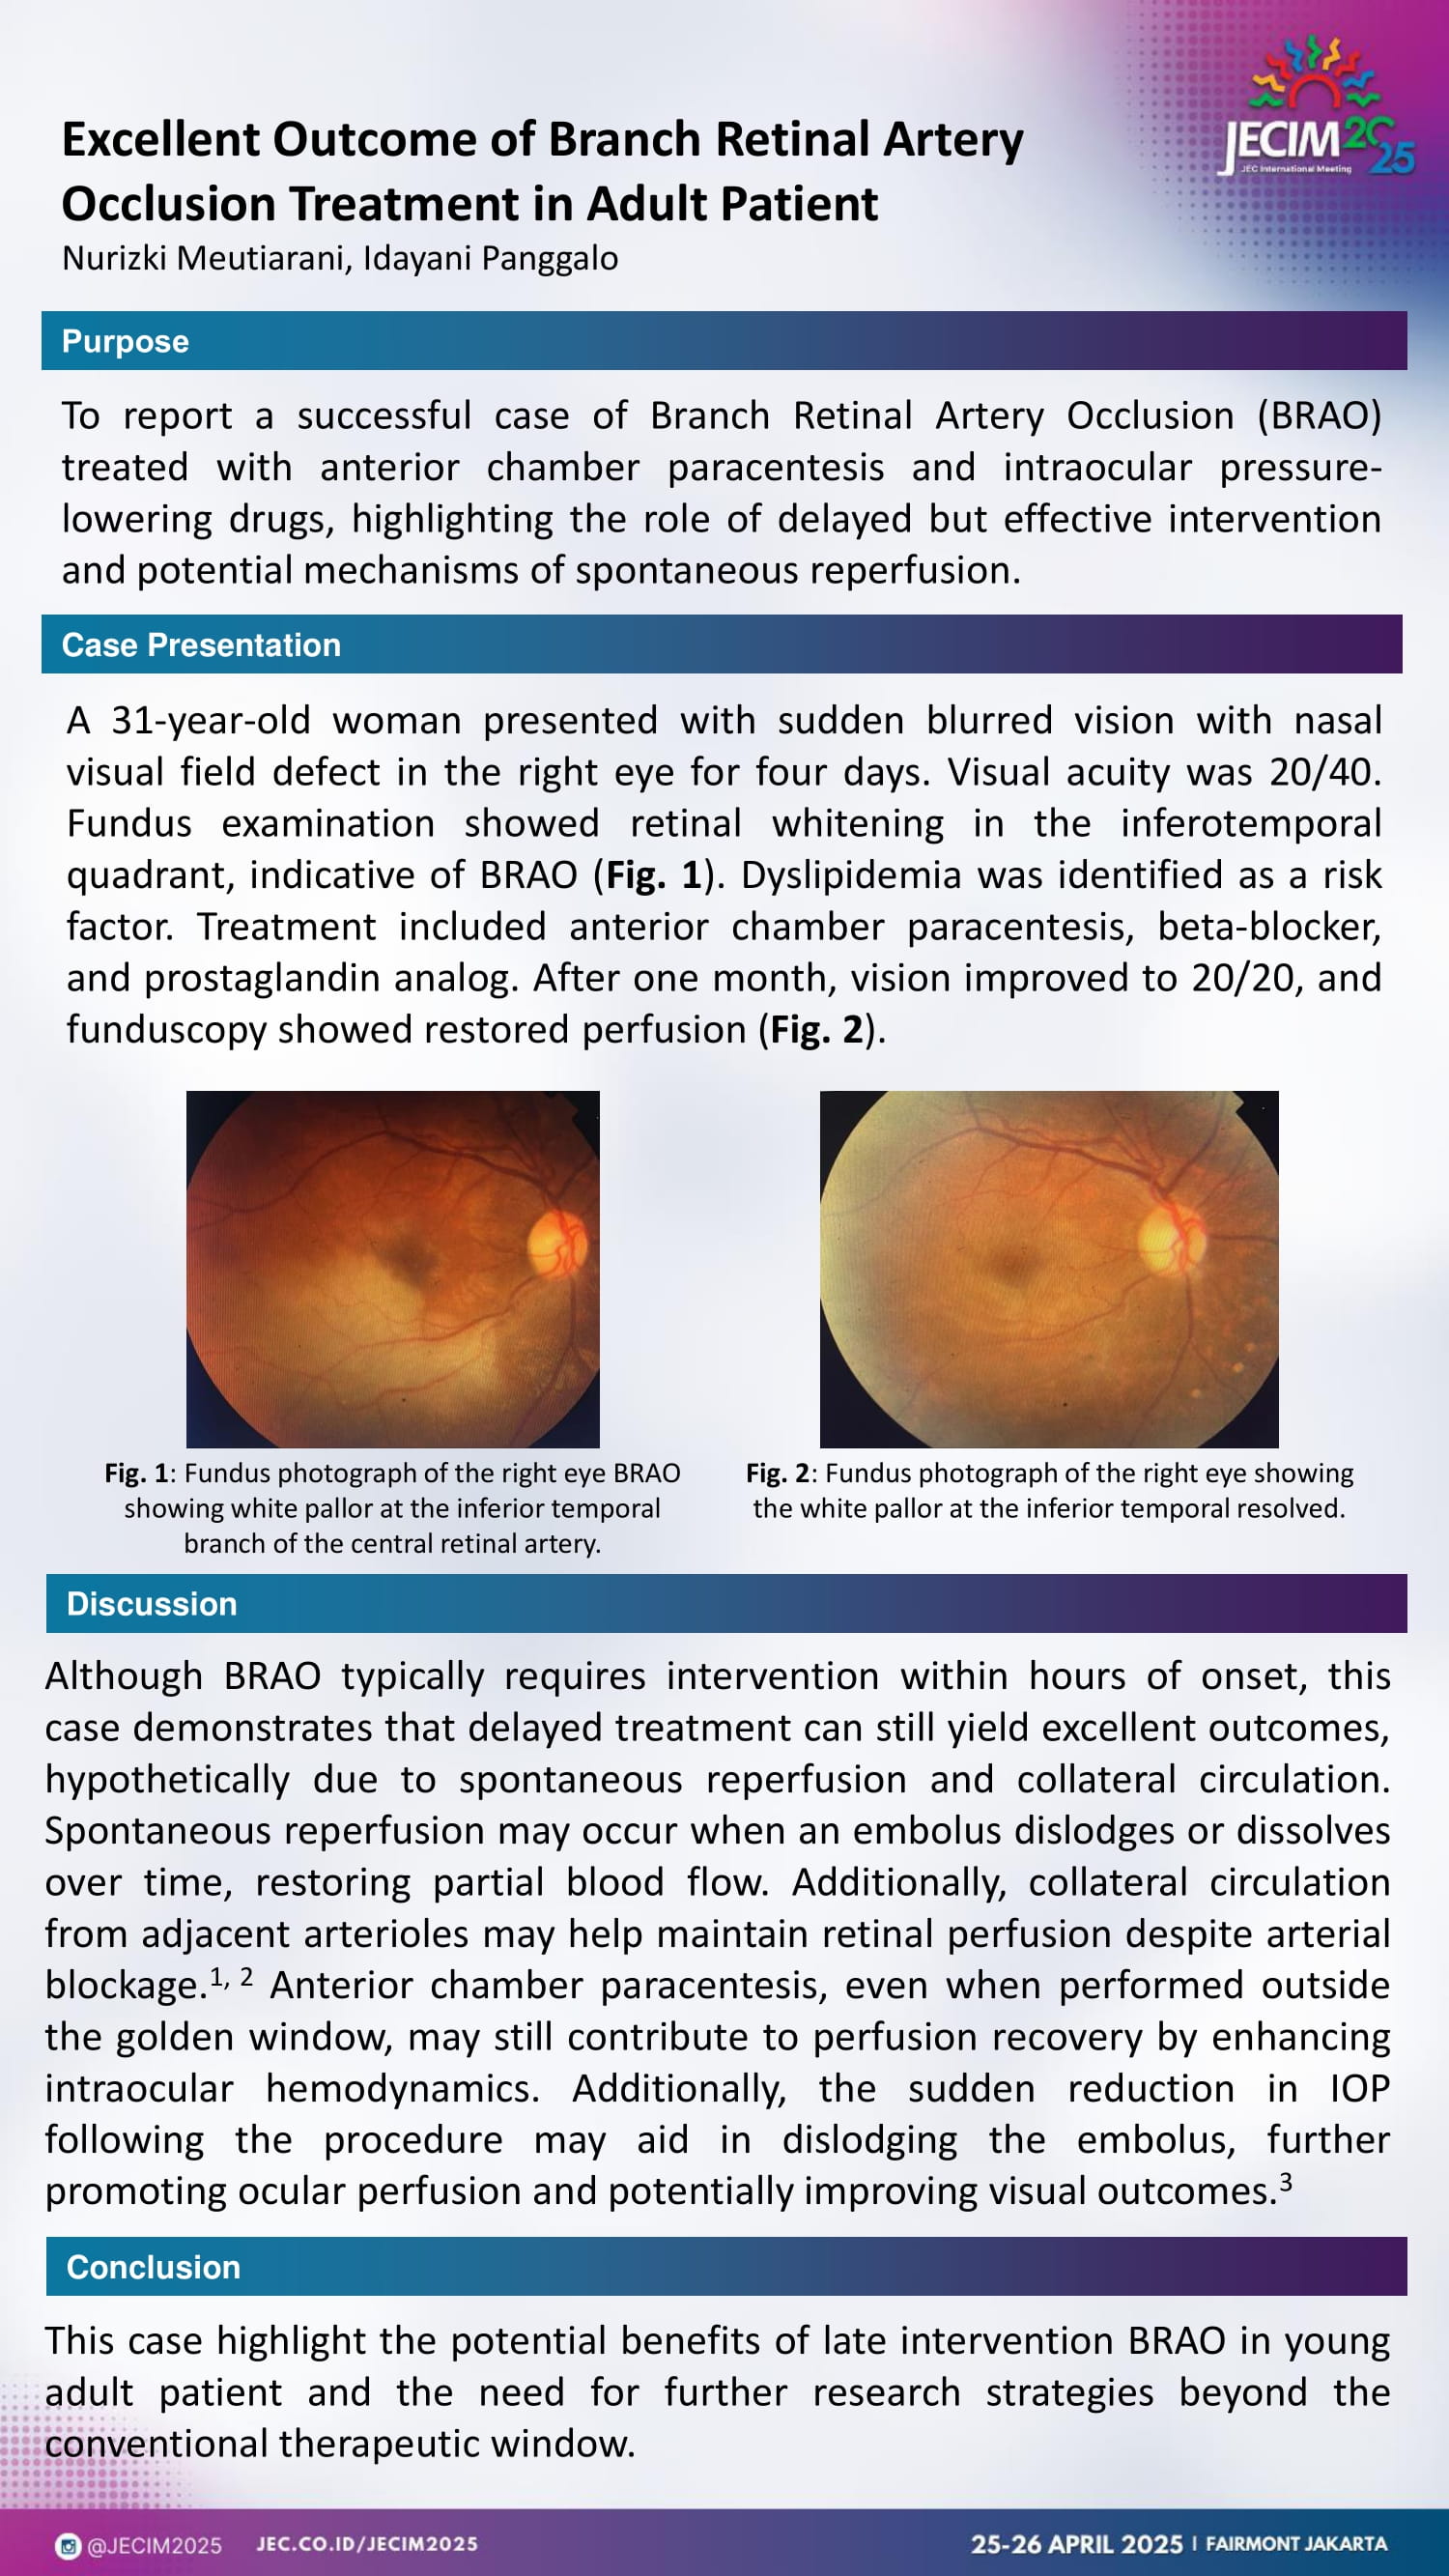 JECIM2025
JEC International Meeting
Excellent Outcome of Branch Retinal Artery
Occlusion Treatment in Adult Patient
Nurizki Meutiarani, Idayani Panggalo
Purpose
To report a successful case of Branch Retinal Artery Occlusion (BRAO)
treated with anterior chamber paracentesis and intraocular pressure-
lowering drugs, highlighting the role of delayed but effective intervention
and potential mechanisms of spontaneous reperfusion.
Case Presentation
A 31-year-old woman presented with sudden blurred vision with nasal
visual field defect in the right eye for four days. Visual acuity was 20/40.
Fundus examination showed retinal whitening in the inferotemporal
quadrant, indicative of BRAO (Fig. 1). Dyslipidemia was identified as a risk
factor. Treatment included anterior chamber paracentesis, beta-blocker,
and prostaglandin analog. After one month, vision improved to 20/20, and
funduscopy showed restored perfusion (Fig. 2).
Fig. 1: Fundus photograph of the right eye BRAO
showing white pallor at the inferior temporal
branch of the central retinal artery.
Fig. 2: Fundus photograph of the right eye showing
the white pallor at the inferior temporal resolved.
Discussion
Although BRAO typically requires intervention within hours of onset, this
case demonstrates that delayed treatment can still yield excellent outcomes,
hypothetically due to spontaneous reperfusion and collateral circulation.
Spontaneous reperfusion may occur when an embolus dislodges or dissolves
over time, restoring partial blood flow. Additionally, collateral circulation
from adjacent arterioles may help maintain retinal perfusion despite arterial
blockage.1, 2 Anterior chamber paracentesis, even when performed outside
the golden window, may still contribute to perfusion recovery by enhancing
intraocular hemodynamics. Additionally, the sudden reduction in IOP
following the procedure may aid in dislodging the embolus, further
promoting ocular perfusion and potentially improving visual outcomes.3
Conclusion
This case highlight the potential benefits of late intervention BRAO in young
adult patient and the need for further research strategies beyond the
conventional therapeutic window.
@JECIM2025 JEC.CO.ID/JECIM2025 25-26 APRIL 2025 | FAIRMONT JAKARTA